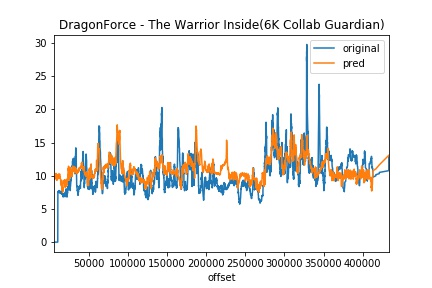 DragonForce - The Warrior Inside(6K Collab Guardian)
30
25
20
15
10
5
0
original
pred
50000 100000 150000 200000 250000 300000 350000 400000
offset